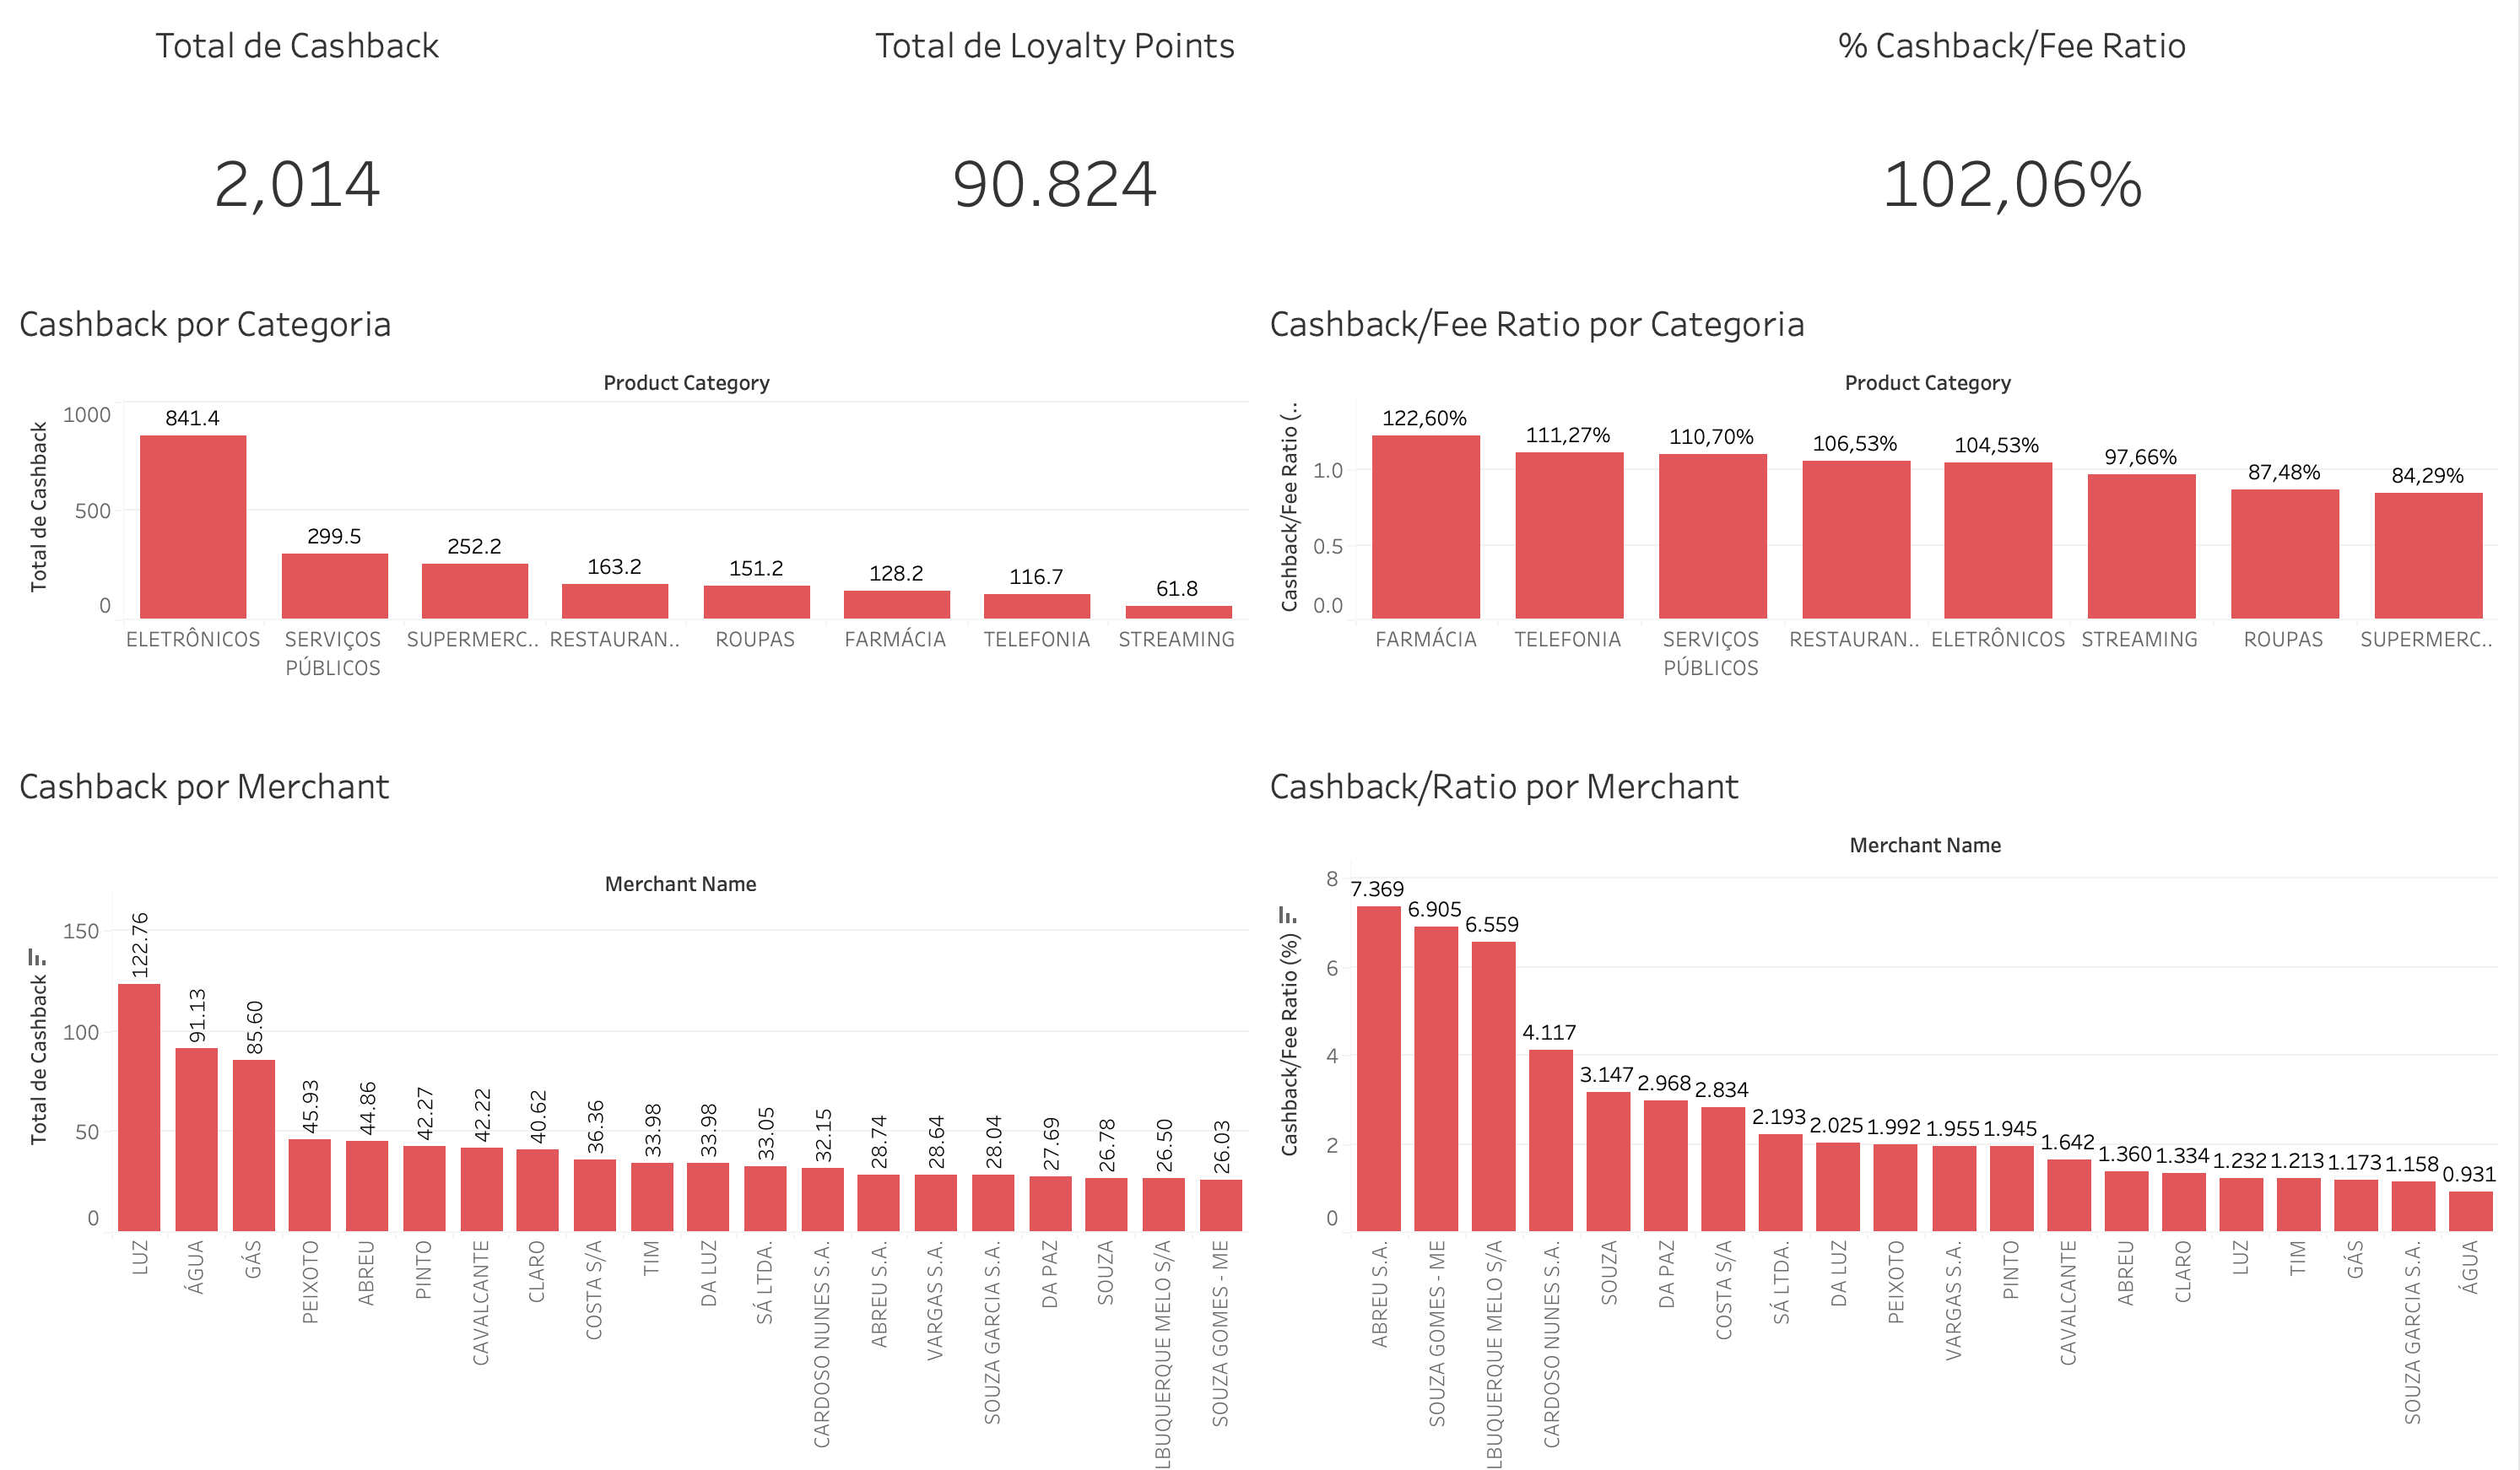 Total de Cashback
Total de Loyalty Points
% Cashback/Fee Ratio
2,014
90.824
102,06%
Cashback por Categoria
Product Category
Total de Cashback
1000
500
0
841.4
299.5
252.2
163.2
151.2
128.2
116.7
61.8
ELETRÔNICOS
SERVIÇOS PÚBLICOS
SUPERMERC..
RESTAURAN..
ROUPAS
FARMÁCIA
TELEFONIA
STREAMING
Cashback/Fee Ratio por Categoria
Product Category
Cashback/Fee Ratio (..
1.0
0.5
0.0
122,60%
111,27%
110,70%
106,53%
104,53%
97,66%
87,48%
84,29%
FARMÁCIA
TELEFONIA
SERVIÇOS PÚBLICOS
RESTAURAN..
ELETRÔNICOS
STREAMING
ROUPAS
SUPERMERC..
Cashback por Merchant
Merchant Name
Total de Cashback
150
100
50
0
122.76
91.13
85.60
45.93
44.86
42.27
42.22
40.62
36.36
33.98
33.98
33.05
32.15
28.74
28.64
28.04
27.69
26.78
26.50
26.03
LUZ
ÁGUA
GÁS
PEIXOTO
ABREU
PINTO
CAVALCANTE
CLARO
COSTA S/A
TIM
DA LUZ
SÁ LTDA.
CARDOSO NUNES S.A.
ABREU S.A.
VARGAS S.A.
SOUZA GARCIA S.A.
DA PAZ
SOUZA
LBUQUERQUE MELO S/A
SOUZA GOMES - ME
Cashback/Ratio por Merchant
Merchant Name
Cashback/Fee Ratio (%)
8
6
4
2
0
7.369
6.905
6.559
4.117
3.147
2.968
2.834
2.193
2.025
1.992
1.955
1.945
1.642
1.360
1.334
1.232
1.213
1.173
1.158
0.931
ABREU S.A.
SOUZA GOMES - ME
LBUQUERQUE MELO S/A
CARDOSO NUNES S.A.
SOUZA
DA PAZ
COSTA S/A
SÁ LTDA.
DA LUZ
PEIXOTO
VARGAS S.A.
PINTO
CAVALCANTE
ABREU
CLARO
LUZ
TIM
GÁS
SOUZA GARCIA S.A.
ÁGUA